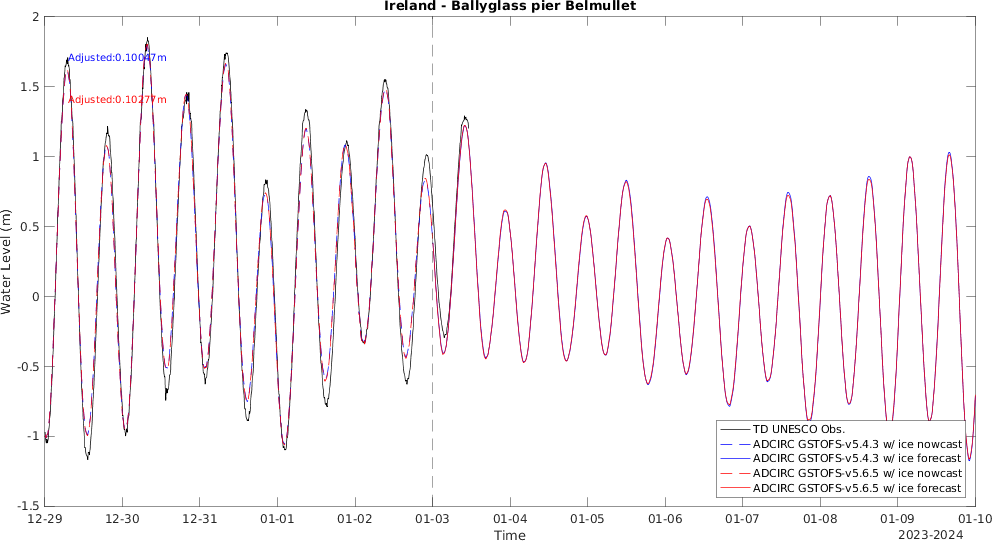 Ireland - Ballyglass pier Belmullet
Adjusted:0.10047m
Adjusted:0.10277m
Water Level (m)
2
1.5
1
0.5
0
-0.5
-1
-1.5
TD UNESCO Obs.
ADCIRC GSTOFS-v5.4.3 w/ ice nowcast
ADCIRC GSTOFS-v5.4.3 w/ ice forecast
ADCIRC GSTOFS-v5.6.5 w/ ice nowcast
ADCIRC GSTOFS-v5.6.5 w/ ice forecast
12-29 12-30 12-31 01-01 01-02 01-03 01-04 01-05 01-06 01-07 01-08 01-09 01-10
Time
2023-2024